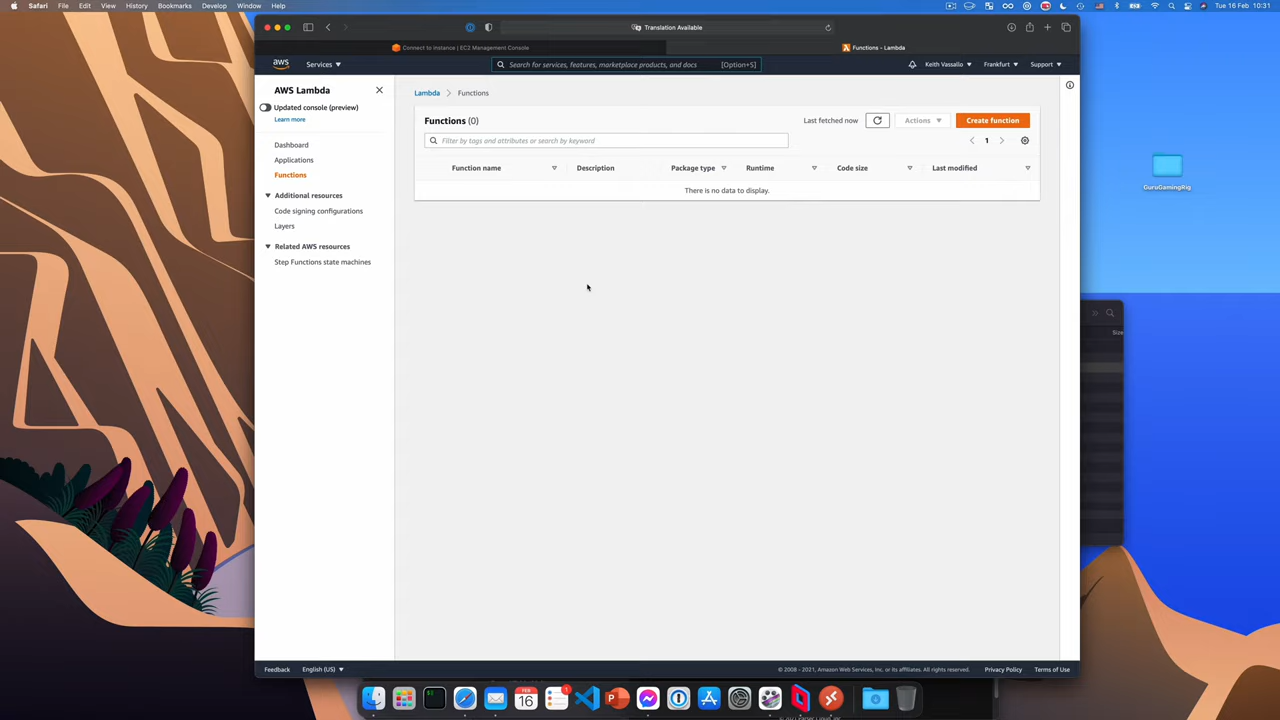 Safari File Edit View History Bookmarks Develop Window Help
Tue 16 Feb 10:31
Translation Available
Connect to instance | EC2 Management Console
Functions - Lambda
aws Services Search for services, features, marketplace products, and docs [Option+S] Keith Vassallo Frankfurt Support
AWS Lambda
Updated console (preview)
Learn more
Dashboard
Applications
Functions
Additional resources
Code signing configurations
Layers
Related AWS resources
Step Functions state machines
Lambda Functions
Functions (0) Last fetched now Actions Create function
Filter by tags and attributes or search by keyword 1
Function name Description Package type Runtime Code size Last modified
There is no data to display.
Feedback English (US) © 2008 - 2021, Amazon Web Services, Inc. or its affiliates. All rights reserved. Privacy Policy Terms of Use
GuruGamingRig
Size
FEB
16
1